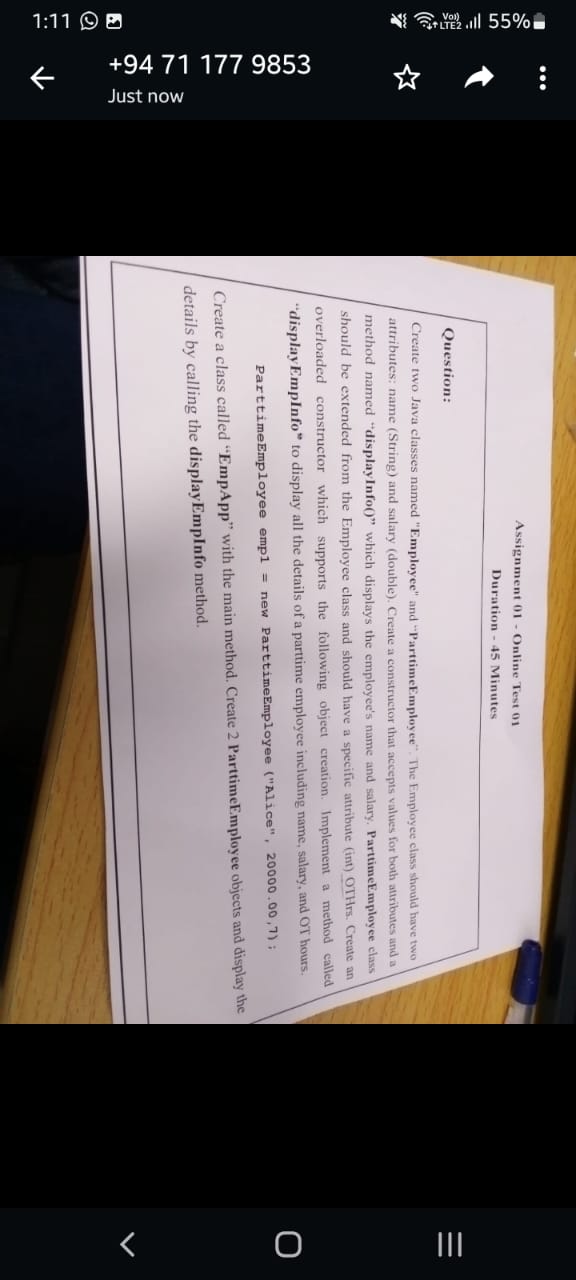 1:11
LTE2
55%
+94 71 177 9853
Just now
Assignment 01 - Online Test 01
Duration - 45 Minutes
Question:
Create two Java classes named "Employee" and "ParttimeEmployee". The Employee class should have two
attributes: name (String) and salary (double). Create a constructor that accepts values for both attributes and a
method named “displayInfo()” which displays the employee's name and salary. ParttimeEmployee class
should be extended from the Employee class and should have a specific attribute (int) OTHrs. Create an
overloaded constructor which supports the following object creation. Implement a method called
“displayEmpInfo” to display all the details of a parttime employee including name, salary, and OT hours.
ParttimeEmployee emp1 = new ParttimeEmployee ("Alice", 20000.00,7);
Create a class called “EmpApp” with the main method. Create 2 ParttimeEmployee objects and display the
details by calling the displayEmpInfo method.